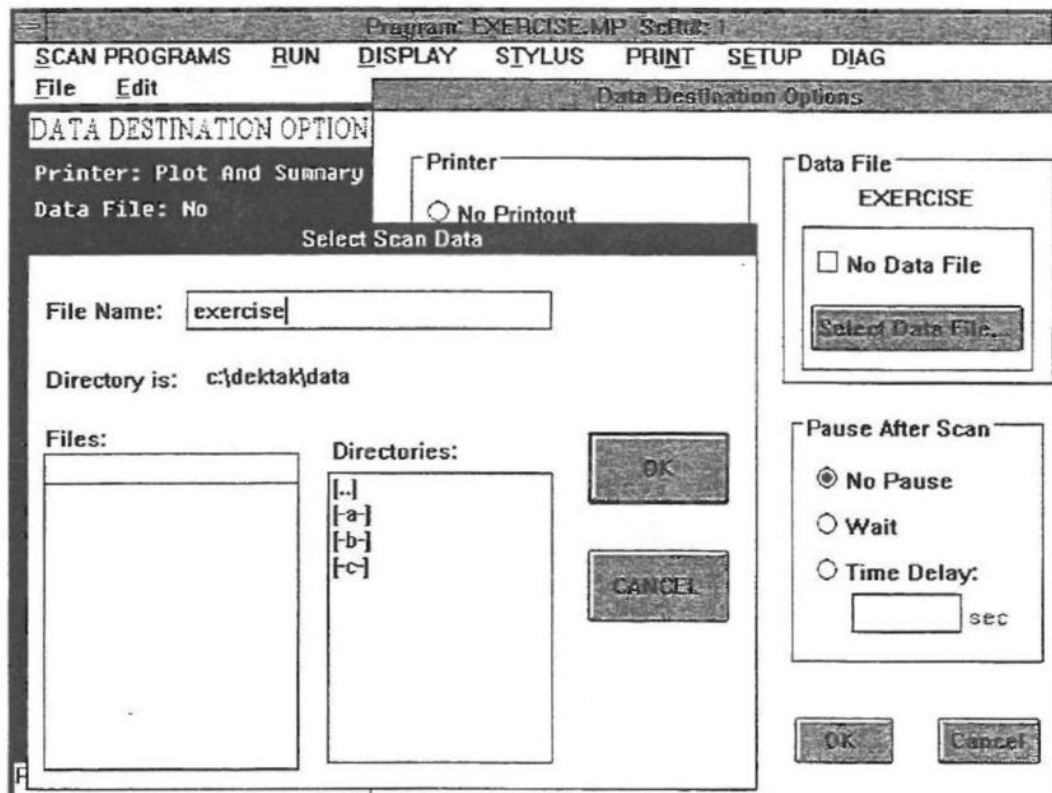 Program: EXERCISE.MP Scan#: 1
SCAN PROGRAMS RUN DISPLAY STYLUS PRINT SETUP DIAG
File Edit
Data Destination Options
DATA DESTINATION OPTION
Printer: Plot And Summary
Data File: No
Printer
No Printout
Data File
EXERCISE
No Data File
Select Data File...
Select Scan Data
File Name: exercise
Directory is: c:\dektak\data
Files:
Directories:
[..]
[-a-]
[-b-]
[-c-]
OK
CANCEL
Pause After Scan
No Pause
Wait
Time Delay:
sec
OK
Cancel